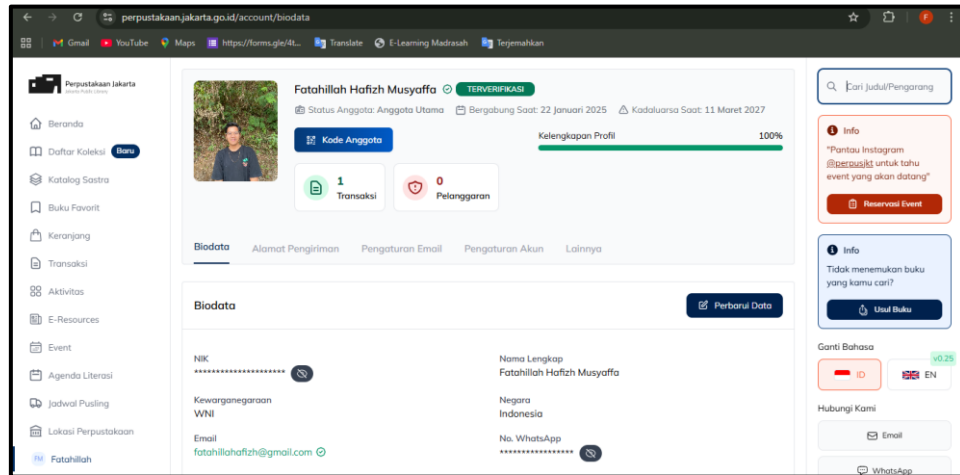 perpustakaan.jakarta.go.id/account/biodata
Gmail YouTube Maps https://forms.gle/4t... Translate E-Learning Madrasah Terjemahkan
Perpustakaan Jakarta
Jakarta Public Library
Beranda
Daftar Koleksi Baru
Katalog Sastra
Buku Favorit
Keranjang
Transaksi
Aktivitas
E-Resources
Event
Agenda Literasi
Jadwal Pusling
Lokasi Perpustakaan
FM Fatahillah
Fatahillah Hafizh Musyaffa TERVERIFIKASI
Status Anggota: Anggota Utama Bergabung Saat: 22 Januari 2025 Kadaluarsa Saat: 11 Maret 2027
Kode Anggota
Kelengkapan Profil 100%
1
Transaksi
0
Pelanggaran
Biodata Alamat Pengiriman Pengaturan Email Pengaturan Akun Lainnya
Biodata
Perbarui Data
NIK
*********************
Nama Lengkap
Fatahillah Hafizh Musyaffa
Kewarganegaraan
WNI
Negara
Indonesia
Email
fatahillahafizh@gmail.com
No. WhatsApp
*****************
Cari Judul/Pengarang
Info
"Pantau Instagram
@perpusjkt untuk tahu
event yang akan datang"
Reservasi Event
Info
Tidak menemukan buku
yang kamu cari?
Usul Buku
Ganti Bahasa
v0.25
ID
EN
Hubungi Kami
Email
WhatsApp
F